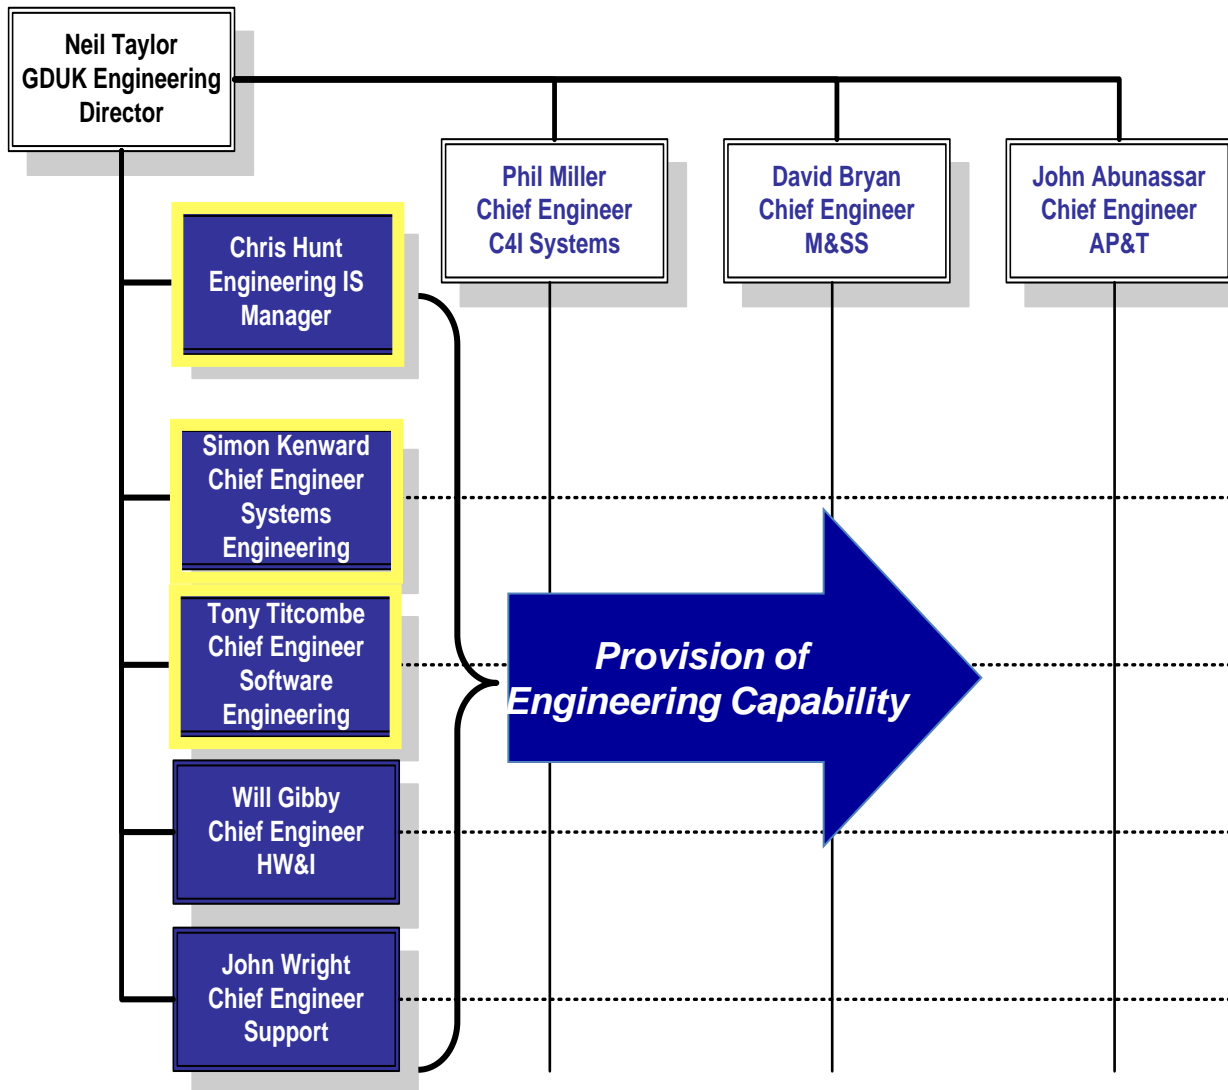 Neil Taylor
GDUK Engineering
Director
Phil Miller
Chief Engineer
C4I Systems
David Bryan
Chief Engineer
M&SS
John Abunassar
Chief Engineer
AP&T
Chris Hunt
Engineering IS
Manager
Simon Kenward
Chief Engineer
Systems
Engineering
Tony Titcombe
Chief Engineer
Software
Engineering
Will Gibby
Chief Engineer
HW&I
John Wright
Chief Engineer
Support
Provision of
Engineering Capability